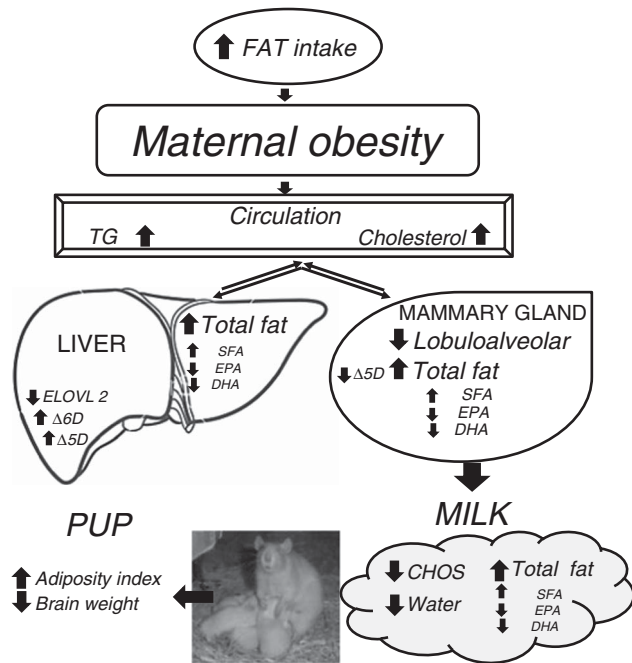 FAT intake
Maternal obesity
Circulation
TG
Cholesterol
LIVER
Total fat
SFA
EPA
DHA
ELOVL 2
Δ6D
Δ5D
MAMMARY GLAND
Lobuloalveolar
Δ5D
Total fat
SFA
EPA
DHA
PUP
Adiposity index
Brain weight
MILK
CHOS
Water
Total fat
SFA
EPA
DHA